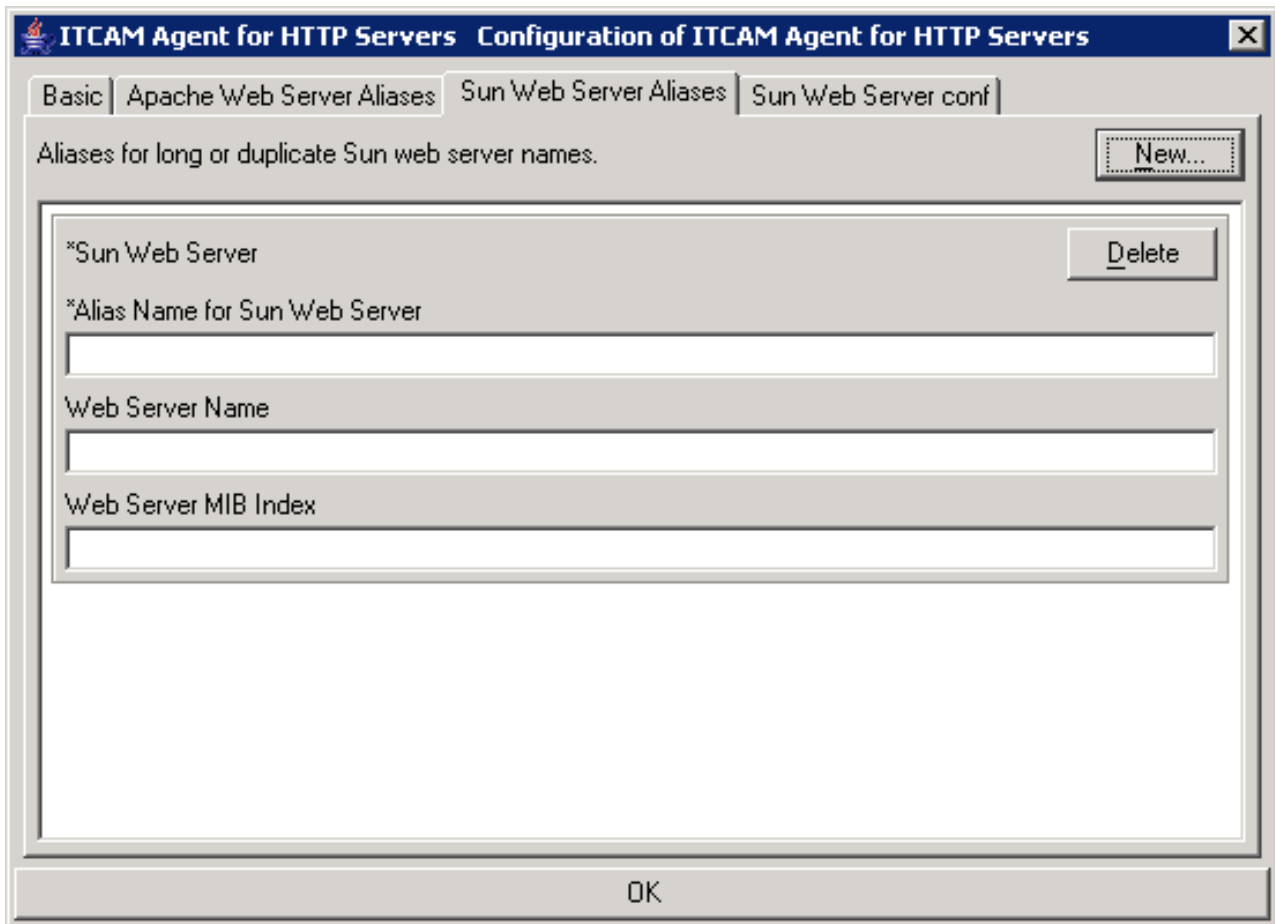 ITCAM Agent for HTTP Servers Configuration of ITCAM Agent for HTTP Servers
Basic Apache Web Server Aliases Sun Web Server Aliases Sun Web Server conf
Aliases for long or duplicate Sun web server names. New...
*Sun Web Server Delete
*Alias Name for Sun Web Server
Web Server Name
Web Server MIB Index
OK